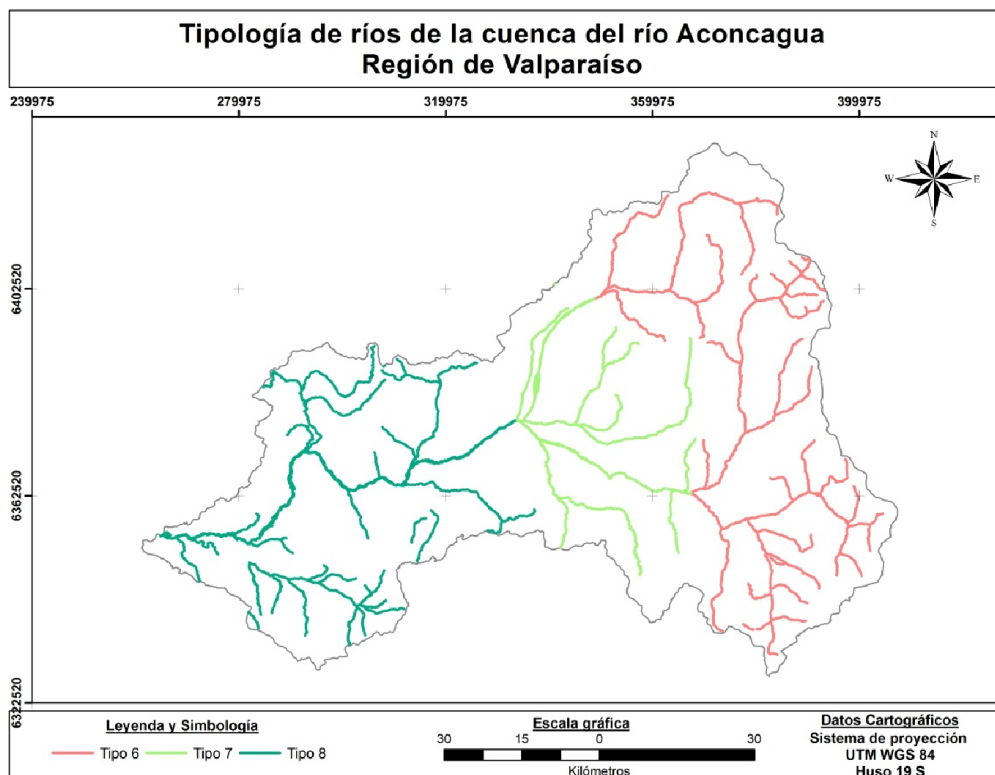 Tipología de ríos de la cuenca del río Aconcagua
Región de Valparaíso
239975 279975 319975 359975 399975
N
W E
S
6402520
6362520
6322520
Leyenda y Simbología
Tipo 6 Tipo 7 Tipo 8
Escala gráfica
30 15 0 30
Kilómetros
Datos Cartográficos
Sistema de proyección
UTM WGS 84
Huso 19 S